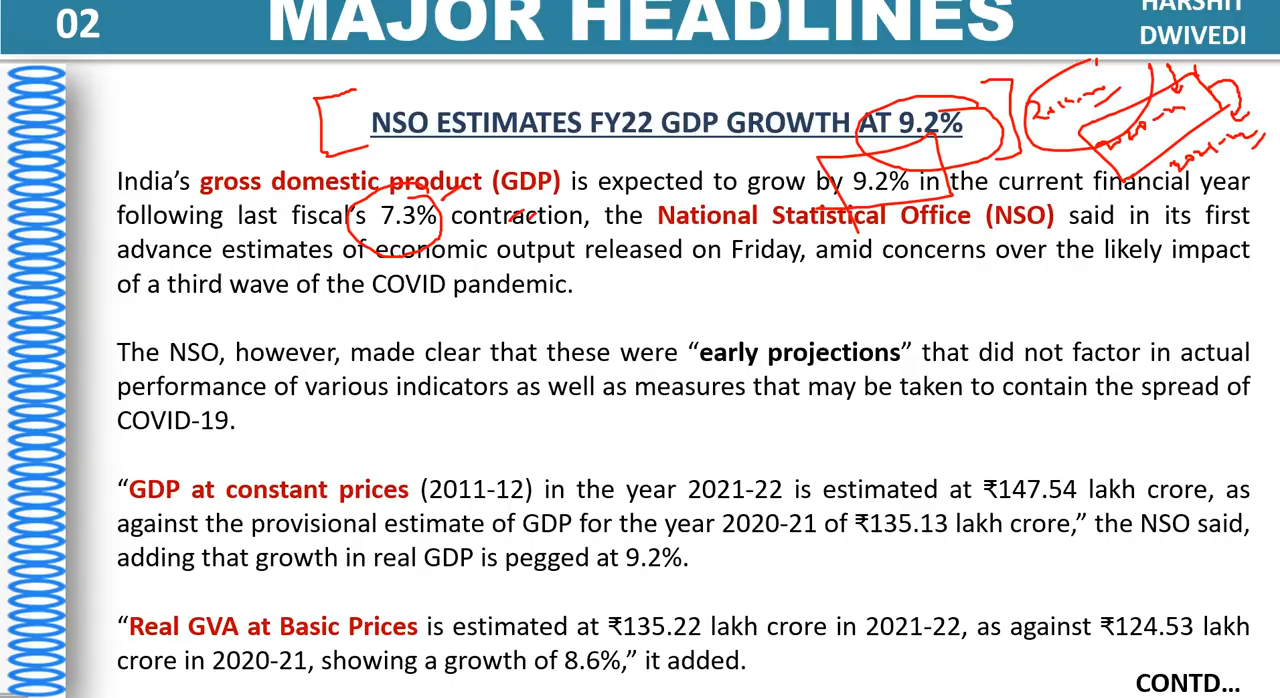 02
MAJOR HEADLINES
HARSHIT
DWIVEDI
NSO ESTIMATES FY22 GDP GROWTH AT 9.2%
2020-21
2021-22
India's gross domestic product (GDP) is expected to grow by 9.2% in the current financial year
following last fiscal's 7.3% contraction, the National Statistical Office (NSO) said in its first
advance estimates of economic output released on Friday, amid concerns over the likely impact
of a third wave of the COVID pandemic.
The NSO, however, made clear that these were “early projections” that did not factor in actual
performance of various indicators as well as measures that may be taken to contain the spread of
COVID-19.
“GDP at constant prices (2011-12) in the year 2021-22 is estimated at ₹147.54 lakh crore, as
against the provisional estimate of GDP for the year 2020-21 of ₹135.13 lakh crore,” the NSO said,
adding that growth in real GDP is pegged at 9.2%.
“Real GVA at Basic Prices is estimated at ₹135.22 lakh crore in 2021-22, as against ₹124.53 lakh
crore in 2020-21, showing a growth of 8.6%,” it added.
CONTD...